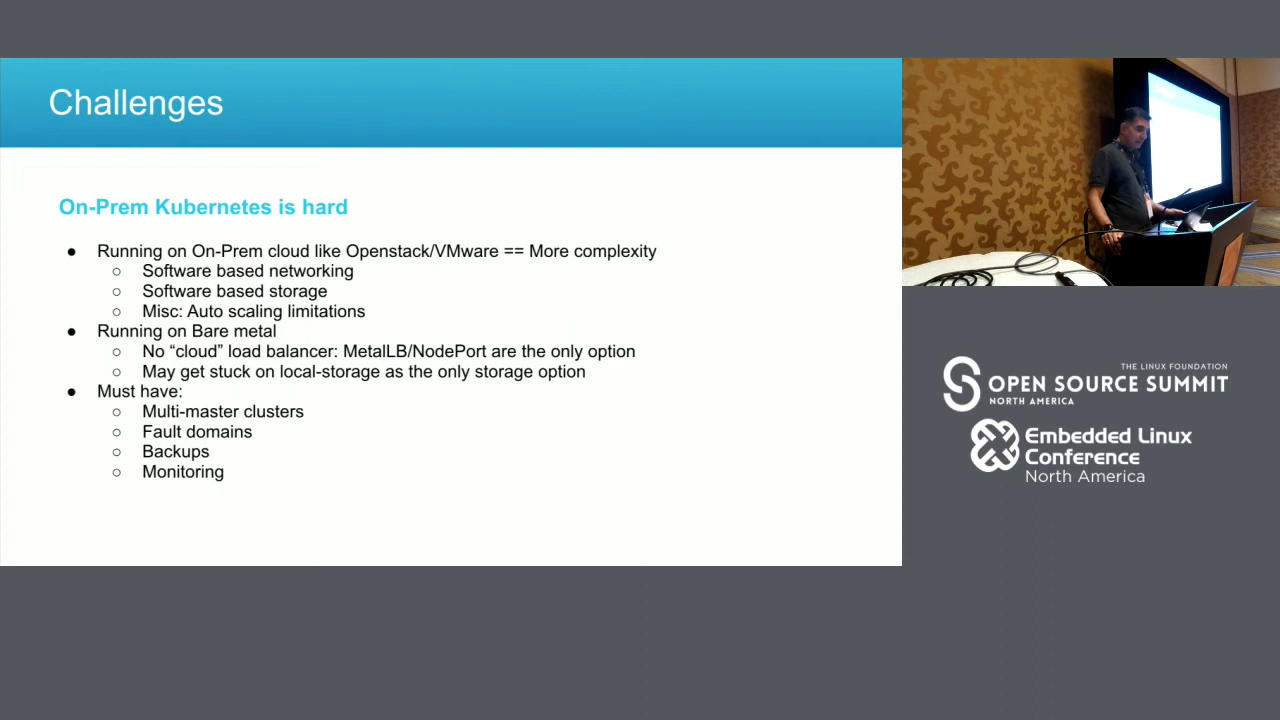 Challenges
On-Prem Kubernetes is hard
● Running on On-Prem cloud like Openstack/VMware == More complexity
○ Software based networking
○ Software based storage
○ Misc: Auto scaling limitations
● Running on Bare metal
○ No “cloud” load balancer: MetalLB/NodePort are the only option
○ May get stuck on local-storage as the only storage option
● Must have:
○ Multi-master clusters
○ Fault domains
○ Backups
○ Monitoring
THE LINUX FOUNDATION
OPEN SOURCE SUMMIT
NORTH AMERICA
Embedded Linux
Conference
North America